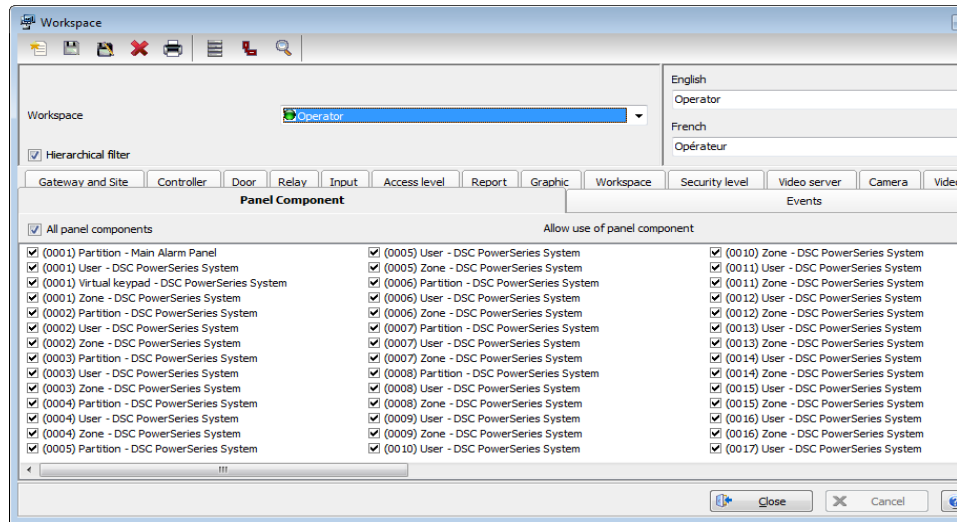 Workspace
English
Operator
Workspace
Operator
French
Opérateur
Hierarchical filter
Gateway and Site Controller Door Relay Input Access level Report Graphic Workspace Security level Video server Camera
Panel Component Events
All panel components Allow use of panel component
(0001) Partition - Main Alarm Panel (0005) User - DSC PowerSeries System (0010) Zone - DSC PowerSeries System
(0001) User - DSC PowerSeries System (0005) Zone - DSC PowerSeries System (0011) User - DSC PowerSeries System
(0001) Virtual keypad - DSC PowerSeries System (0006) Partition - DSC PowerSeries System (0011) Zone - DSC PowerSeries System
(0001) Zone - DSC PowerSeries System (0006) User - DSC PowerSeries System (0012) User - DSC PowerSeries System
(0002) Partition - DSC PowerSeries System (0006) Zone - DSC PowerSeries System (0012) Zone - DSC PowerSeries System
(0002) User - DSC PowerSeries System (0007) Partition - DSC PowerSeries System (0013) User - DSC PowerSeries System
(0002) Zone - DSC PowerSeries System (0007) User - DSC PowerSeries System (0013) Zone - DSC PowerSeries System
(0003) Partition - DSC PowerSeries System (0007) Zone - DSC PowerSeries System (0014) User - DSC PowerSeries System
(0003) User - DSC PowerSeries System (0008) Partition - DSC PowerSeries System (0014) Zone - DSC PowerSeries System
(0003) Zone - DSC PowerSeries System (0008) User - DSC PowerSeries System (0015) User - DSC PowerSeries System
(0004) Partition - DSC PowerSeries System (0008) Zone - DSC PowerSeries System (0015) Zone - DSC PowerSeries System
(0004) User - DSC PowerSeries System (0009) User - DSC PowerSeries System (0016) User - DSC PowerSeries System
(0004) Zone - DSC PowerSeries System (0009) Zone - DSC PowerSeries System (0016) Zone - DSC PowerSeries System
(0005) Partition - DSC PowerSeries System (0010) User - DSC PowerSeries System (0017) User - DSC PowerSeries System
Close Cancel